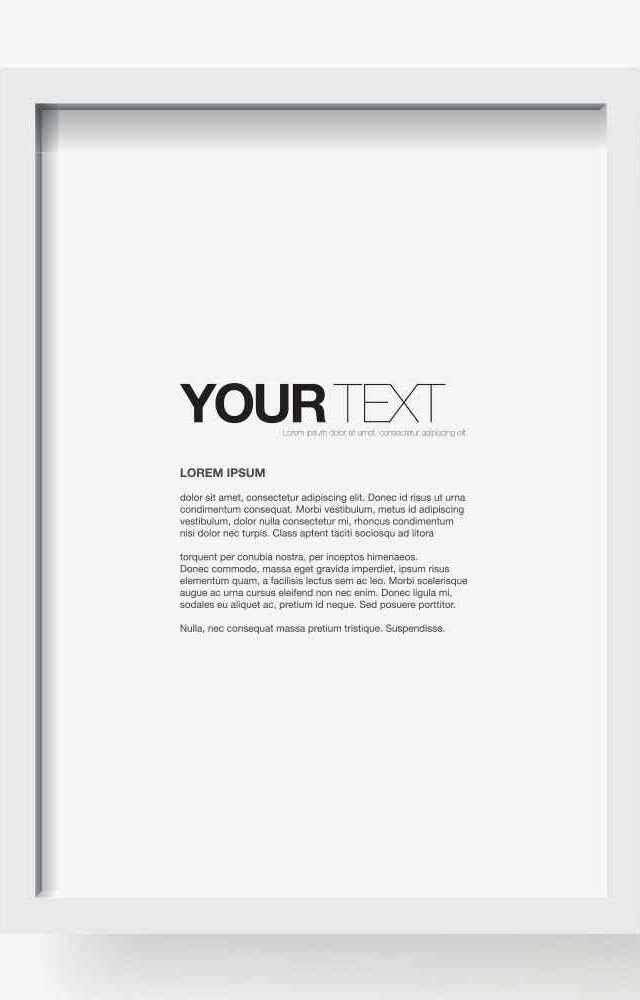 YOUR TEXT
Lorem ipsum dolor sit amet, consectetur adipiscing elit.
LOREM IPSUM
dolor sit amet, consectetur adipiscing elit. Donec id risus ut urna
condimentum consequat. Morbi vestibulum, metus id adipiscing
vestibulum, dolor nulla consectetur mi, rhoncus condimentum
nisi dolor nec turpis. Class aptent taciti sociosqu ad litora
torquent per conubia nostra, per inceptos himenaeos.
Donec commodo, massa eget gravida imperdiet, ipsum risus
elementum quam, a facilisis lectus sem ac leo. Morbi scelerisque
augue ac urna cursus eleifend non nec enim. Donec ligula mi,
sodales eu aliquet ac, pretium id neque. Sed posuere porttitor.
Nulla, nec consequat massa pretium tristique. Suspendisse.